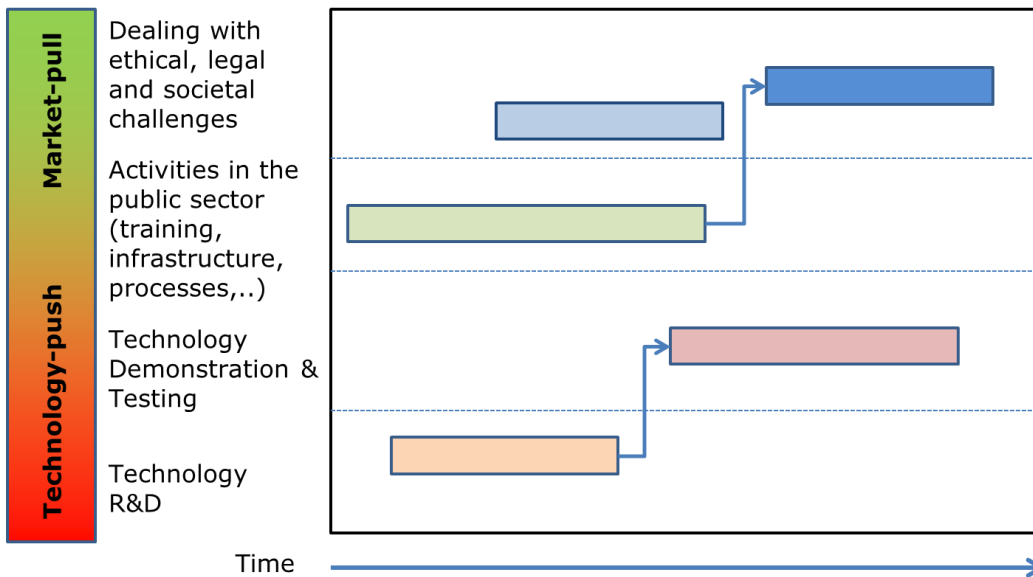 Market-pull
Technology-push
Dealing with
ethical, legal
and societal
challenges
Activities in the
public sector
(training,
infrastructure,
processes,..)
Technology
Demonstration &
Testing
Technology
R&D
Time